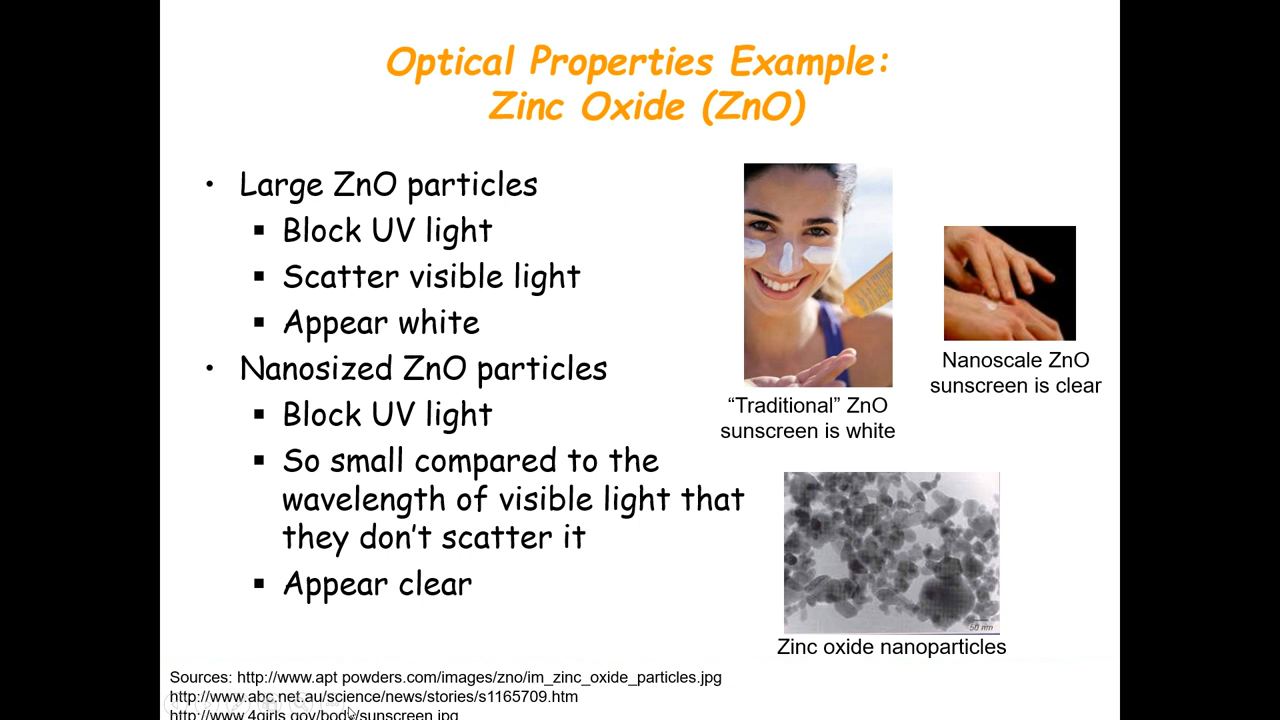 Optical Properties Example:
Zinc Oxide (ZnO)
• Large ZnO particles
▪ Block UV light
▪ Scatter visible light
▪ Appear white
• Nanosized ZnO particles
▪ Block UV light
▪ So small compared to the
wavelength of visible light that
they don’t scatter it
▪ Appear clear
“Traditional” ZnO
sunscreen is white
Nanoscale ZnO
sunscreen is clear
50 nm
Zinc oxide nanoparticles
Sources: http://www.apt powders.com/images/zno/im_zinc_oxide_particles.jpg
http://www.abc.net.au/science/news/stories/s1165709.htm
http://www.4girls.gov/body/sunscreen.jpg